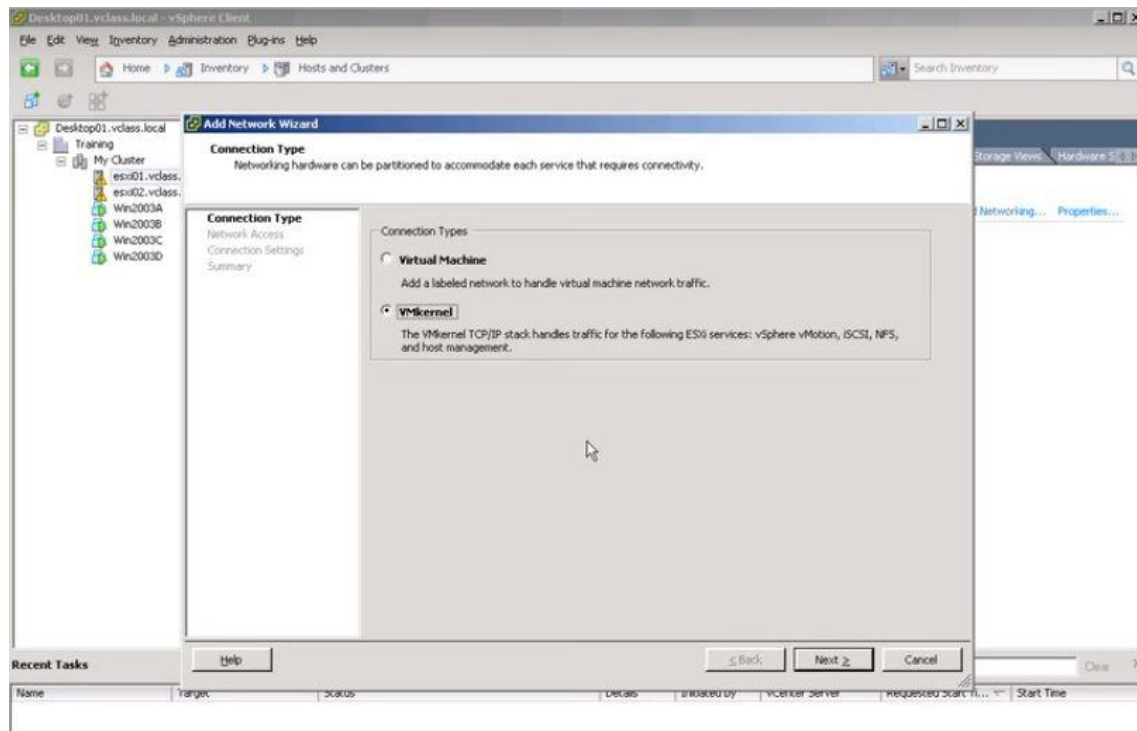 Desktop01.vclass.local - vSphere Client
File Edit View Inventory Administration Plug-ins Help
Home Inventory Hosts and Clusters
Search Inventory
Desktop01.vclass.local
Training
My Cluster
esxi01.vclass.
esxi02.vclass.
Win2003A
Win2003B
Win2003C
Win2003D
Add Network Wizard
Connection Type
Networking hardware can be partitioned to accommodate each service that requires connectivity.
Storage Views Hardware S
Networking... Properties...
Connection Type
Network Access
Connection Settings
Summary
Connection Types
Virtual Machine
Add a labeled network to handle virtual machine network traffic.
VMkernel
The VMkernel TCP/IP stack handles traffic for the following ESXi services: vSphere vMotion, iSCSI, NFS,
and host management.
Help < Back Next > Cancel
Recent Tasks
Clear
Name Target Status Details Initiated by vCenter Server Requested Start Ti... Start Time